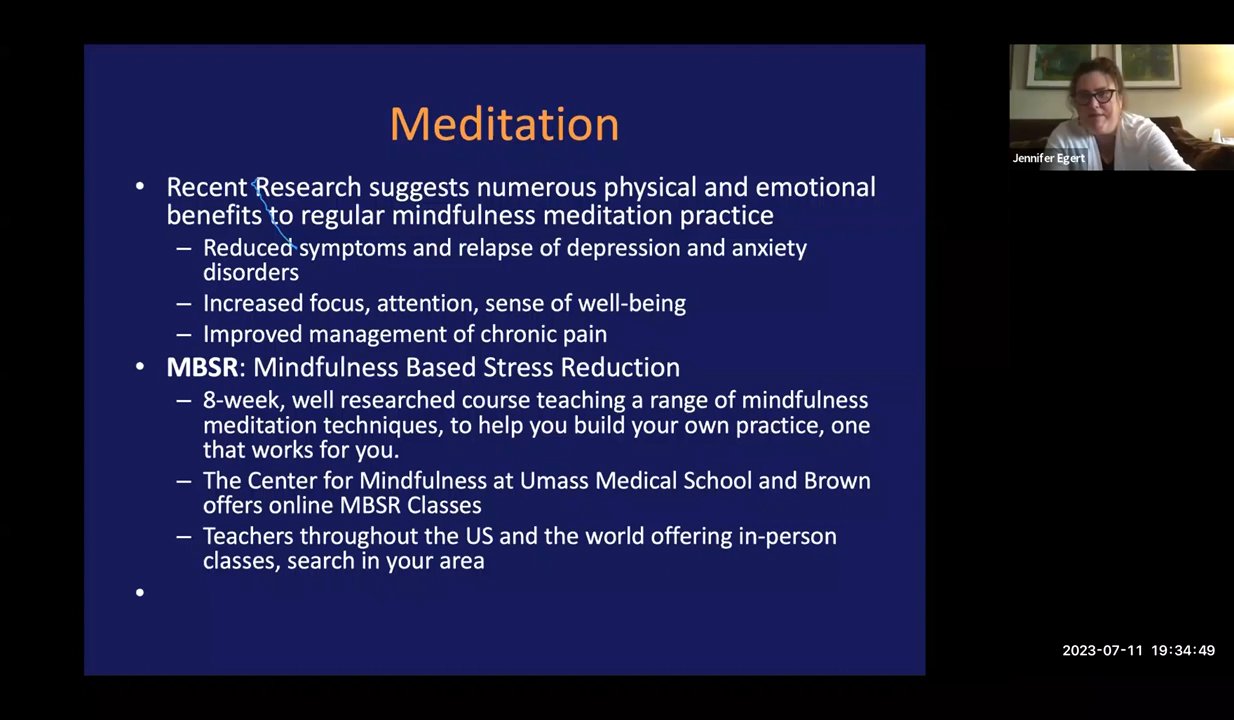 Meditation
• Recent Research suggests numerous physical and emotional
benefits to regular mindfulness meditation practice
– Reduced symptoms and relapse of depression and anxiety
disorders
– Increased focus, attention, sense of well-being
– Improved management of chronic pain
• MBSR: Mindfulness Based Stress Reduction
– 8-week, well researched course teaching a range of mindfulness
meditation techniques, to help you build your own practice, one
that works for you.
– The Center for Mindfulness at Umass Medical School and Brown
offers online MBSR Classes
– Teachers throughout the US and the world offering in-person
classes, search in your area
•
Jennifer Egert
2023-07-11 19:34:49